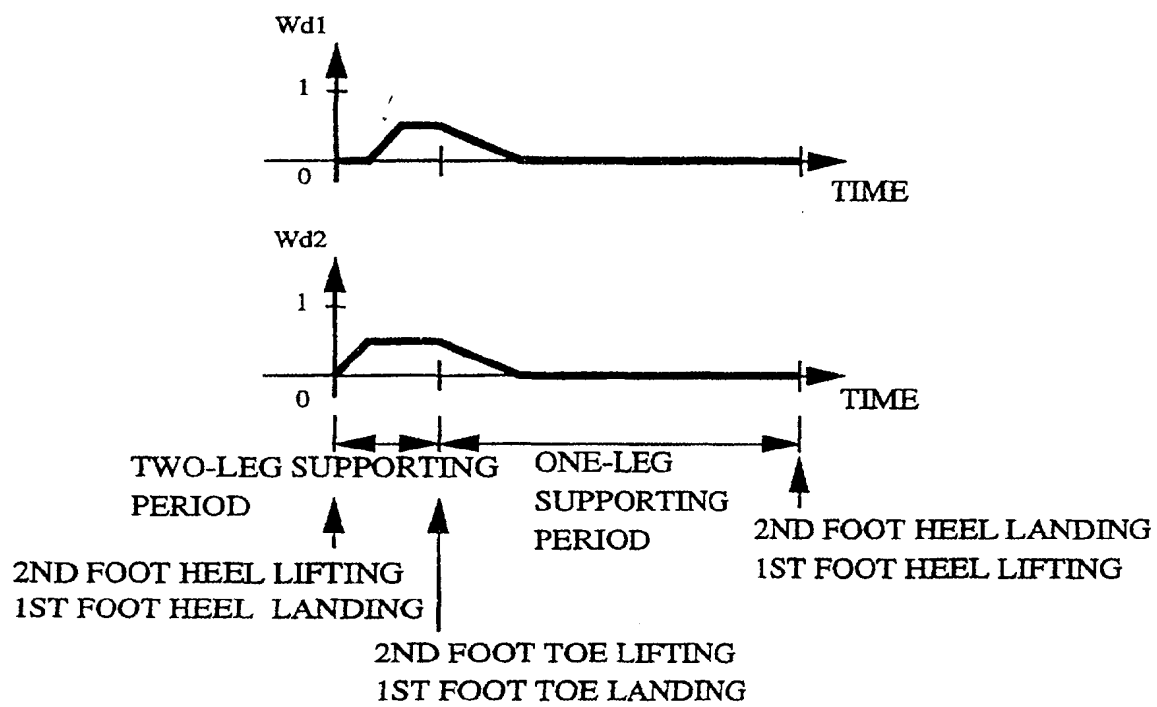 Wd1
1
0
TIME
Wd2
1
0
TIME
TWO-LEG SUPPORTING
PERIOD
ONE-LEG
SUPPORTING
PERIOD
2ND FOOT HEEL LANDING
1ST FOOT HEEL LIFTING
2ND FOOT HEEL LIFTING
1ST FOOT HEEL LANDING
2ND FOOT TOE LIFTING
1ST FOOT TOE LANDING